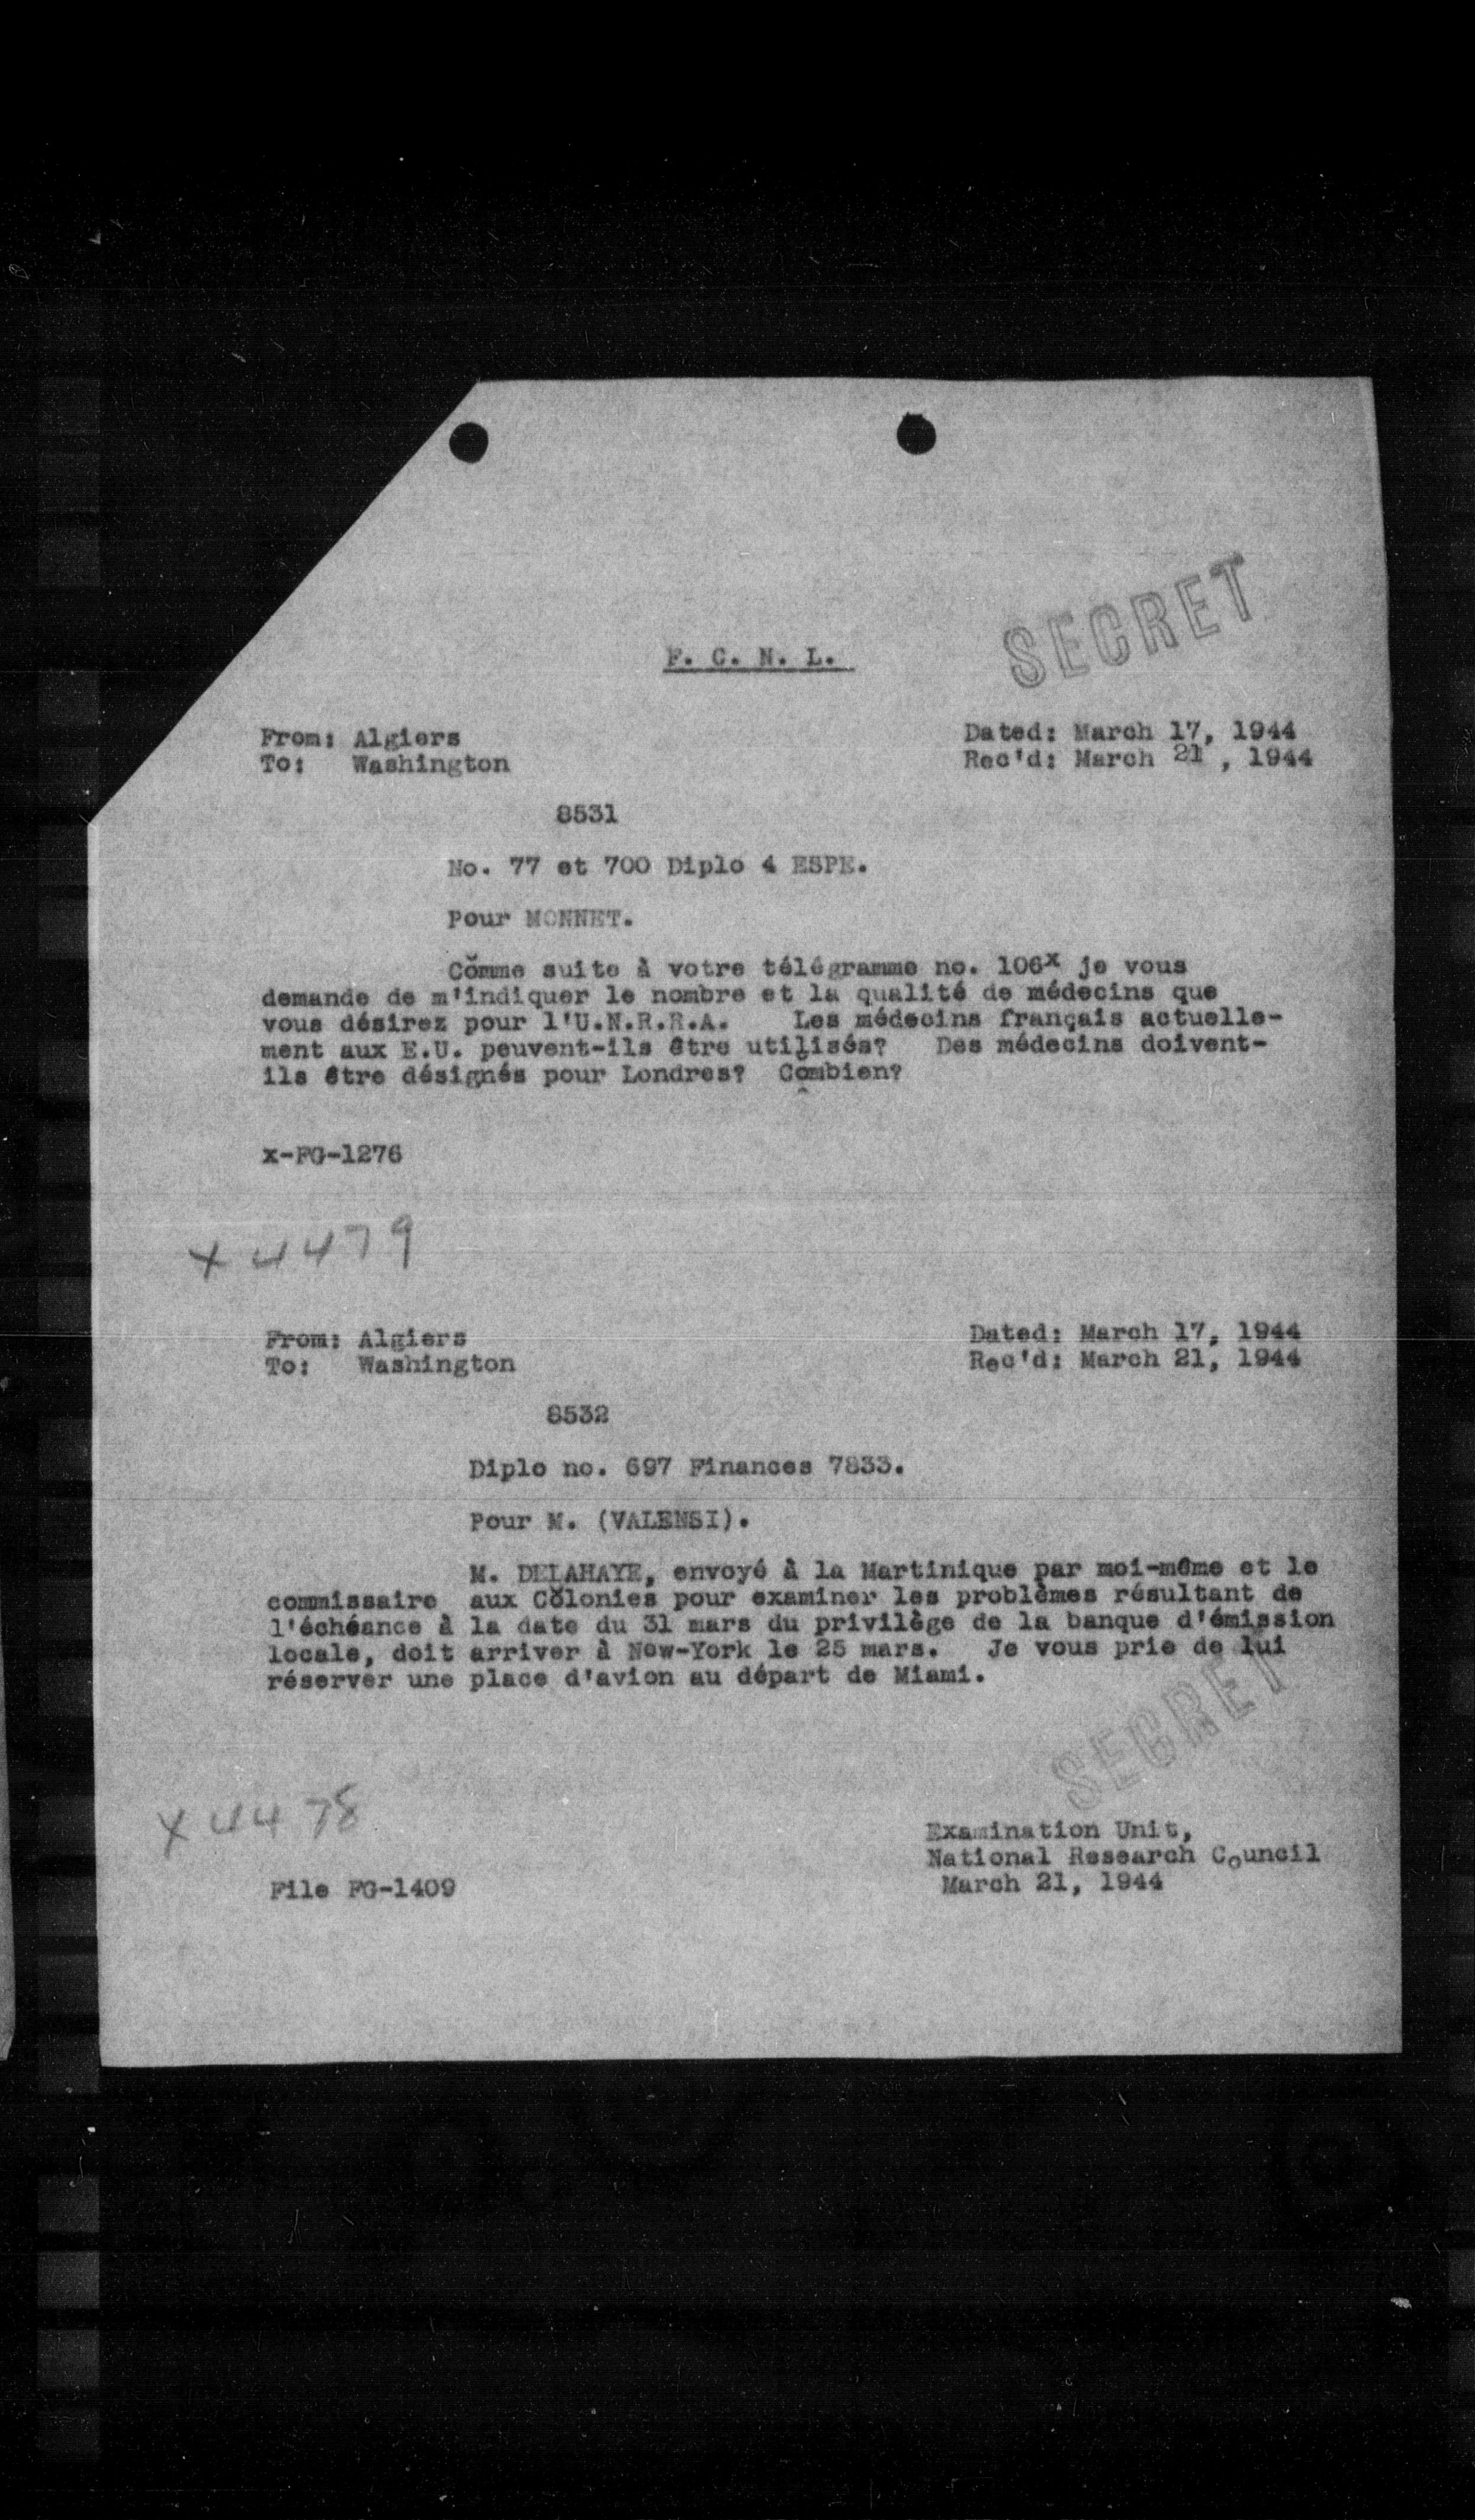 SECRET
F. C. N. L.
From: Algiers
To: Washington
Dated: March 17, 1944
Rec'd: March 21, 1944
8531
No. 77 et 700 Diplo 4 ESPE.
Pour MONNET.
Comme suite à votre télégramme no. 106x je vous
demande de m'indiquer le nombre et la qualité de médecins que
vous désirez pour l'U.N.R.R.A. Les médecins français actuelle-
ment aux E.U. peuvent-ils être utilisés? Des médecins doivent-
ils être désignés pour Londres? Combien?
x-FG-1276
x 4479
From: Algiers
To: Washington
Dated: March 17, 1944
Rec'd: March 21, 1944
8532
Diplo no. 697 Finances 7833.
Pour M. (VALENSI).
M. DELAHAYE, envoyé à la Martinique par moi-même et le
commissaire aux Colonies pour examiner les problèmes résultant de
l'échéance à la date du 31 mars du privilège de la banque d'émission
locale, doit arriver à New-York le 25 mars. Je vous prie de lui
réserver une place d'avion au départ de Miami.
SECRET
x 4478
Examination Unit,
National Research Council
March 21, 1944
File FG-1409